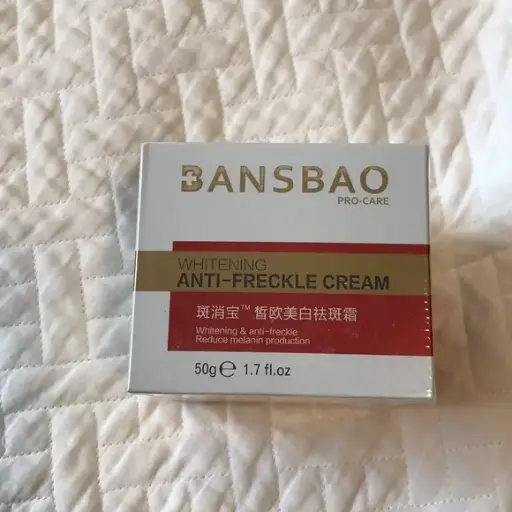 BANSBAO
PRO-CARE
WHITENING
ANTI-FRECKLE CREAM
斑消宝™ 皙欧美白祛斑霜
Whitening & anti-freckle
Reduce melanin production
50g℮ 1.7 fl.oz